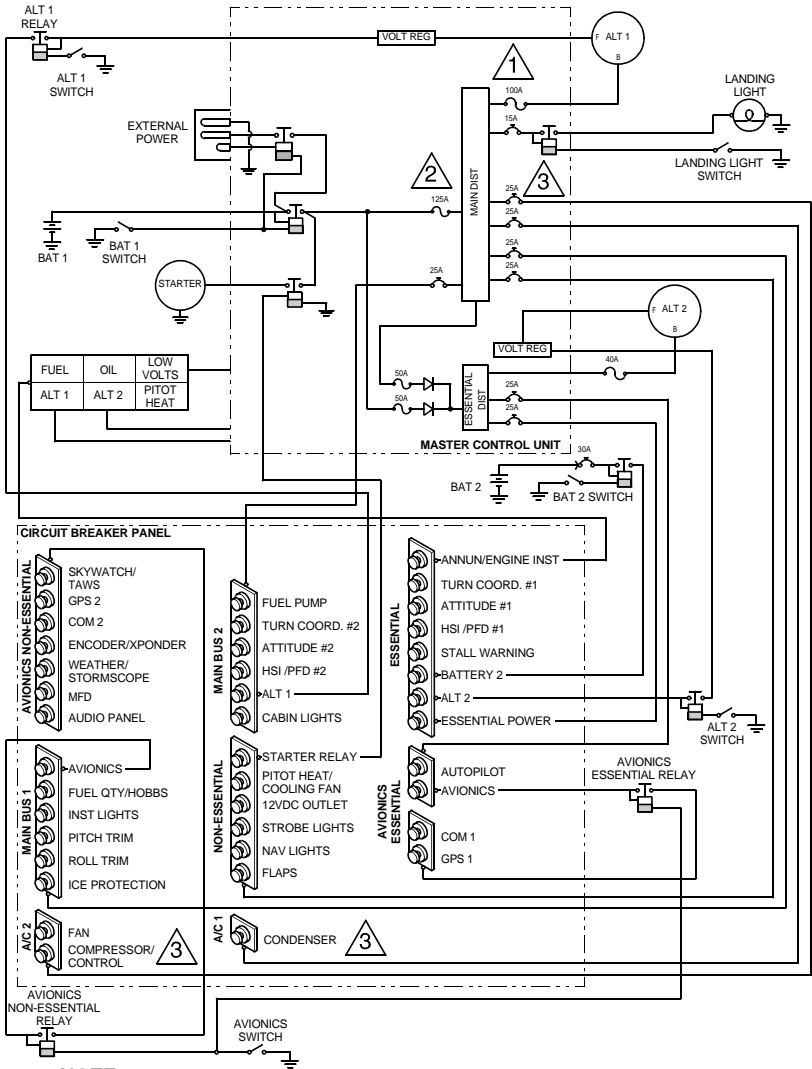 ALT 1
RELAY
ALT 1
SWITCH
VOLT REG
F
ALT 1
B
1
100A
15A
LANDING
LIGHT
LANDING LIGHT
SWITCH
EXTERNAL
POWER
2
125A
MAIN DIST
3
25A
25A
25A
25A
BAT 1
BAT 1
SWITCH
STARTER
25A
F
ALT 2
B
VOLT REG
40A
FUEL
OIL
LOW
VOLTS
ALT 1
ALT 2
PITOT
HEAT
50A
50A
ESSENTIAL
DIST
25A
25A
MASTER CONTROL UNIT
30A
BAT 2
BAT 2 SWITCH
CIRCUIT BREAKER PANEL
AVIONICS NON-ESSENTIAL
SKYWATCH/
TAWS
GPS 2
COM 2
ENCODER/XPONDER
WEATHER/
STORMSCOPE
MFD
AUDIO PANEL
MAIN BUS 2
FUEL PUMP
TURN COORD. #2
ATTITUDE #2
HSI /PFD #2
ALT 1
CABIN LIGHTS
ESSENTIAL
ANNUN/ENGINE INST
TURN COORD. #1
ATTITUDE #1
HSI /PFD #1
STALL WARNING
BATTERY 2
ALT 2
ESSENTIAL POWER
ALT 2
SWITCH
MAIN BUS 1
AVIONICS
FUEL QTY/HOBBS
INST LIGHTS
PITCH TRIM
ROLL TRIM
ICE PROTECTION
NON-ESSENTIAL
STARTER RELAY
PITOT HEAT/
COOLING FAN
12VDC OUTLET
STROBE LIGHTS
NAV LIGHTS
FLAPS
AVIONICS
ESSENTIAL
AUTOPILOT
AVIONICS
COM 1
GPS 1
AVIONICS
ESSENTIAL RELAY
A/C 2
FAN
COMPRESSOR/
CONTROL
3
A/C 1
CONDENSER
3
AVIONICS
NON-ESSENTIAL
RELAY
AVIONICS
SWITCH